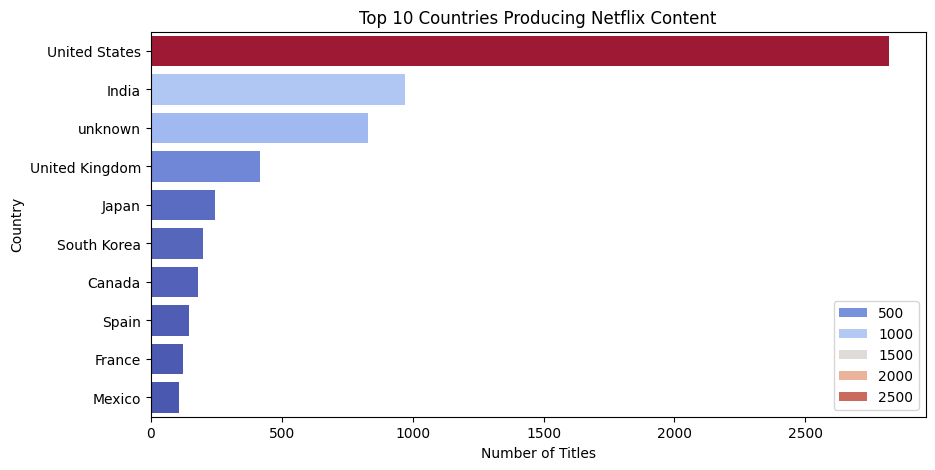 Top 10 Countries Producing Netflix Content
United States
India
unknown
United Kingdom
Japan
South Korea
Canada
Spain
France
Mexico
Country
500
1000
1500
2000
2500
0 500 1000 1500 2000 2500
Number of Titles